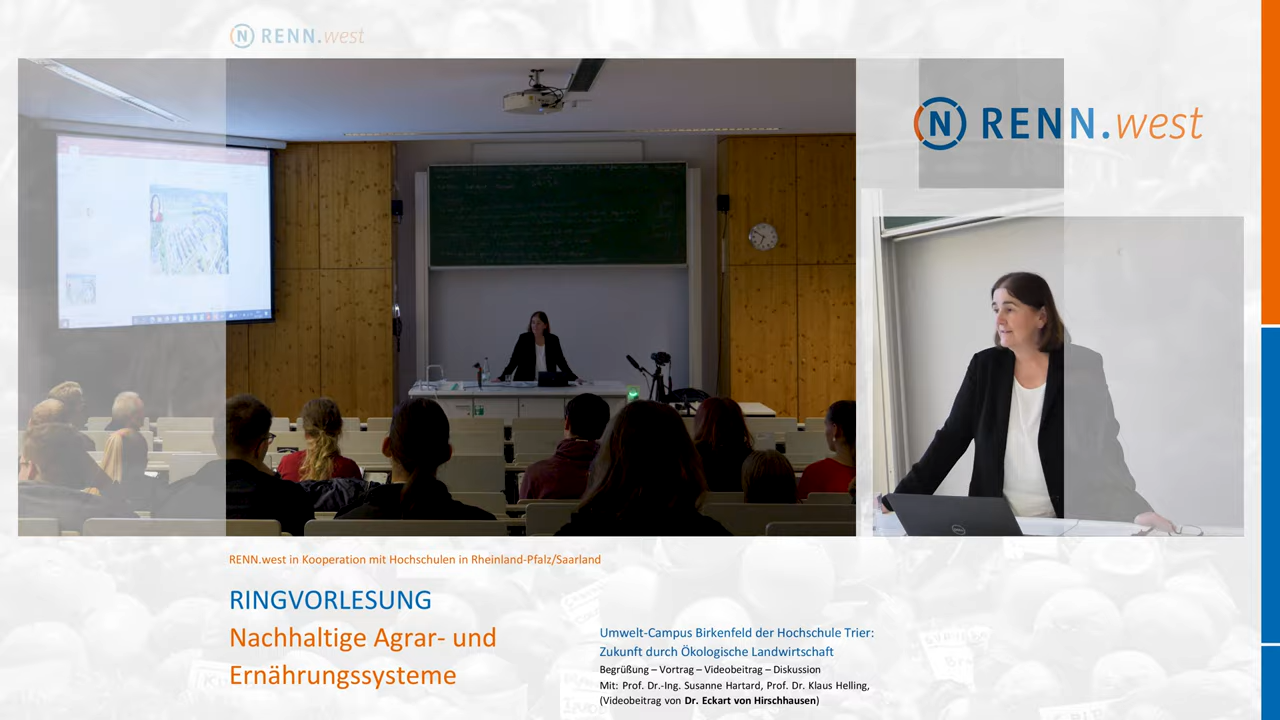 RENN.west
RENN.west
RENN.west in Kooperation mit Hochschulen in Rheinland-Pfalz/Saarland
RINGVORLESUNG
Nachhaltige Agrar- und
Ernährungssysteme
Umwelt-Campus Birkenfeld der Hochschule Trier:
Zukunft durch Ökologische Landwirtschaft
Begrüßung – Vortrag – Videobeitrag – Diskussion
Mit: Prof. Dr.-Ing. Susanne Hartard, Prof. Dr. Klaus Helling,
(Videobeitrag von Dr. Eckart von Hirschhausen)